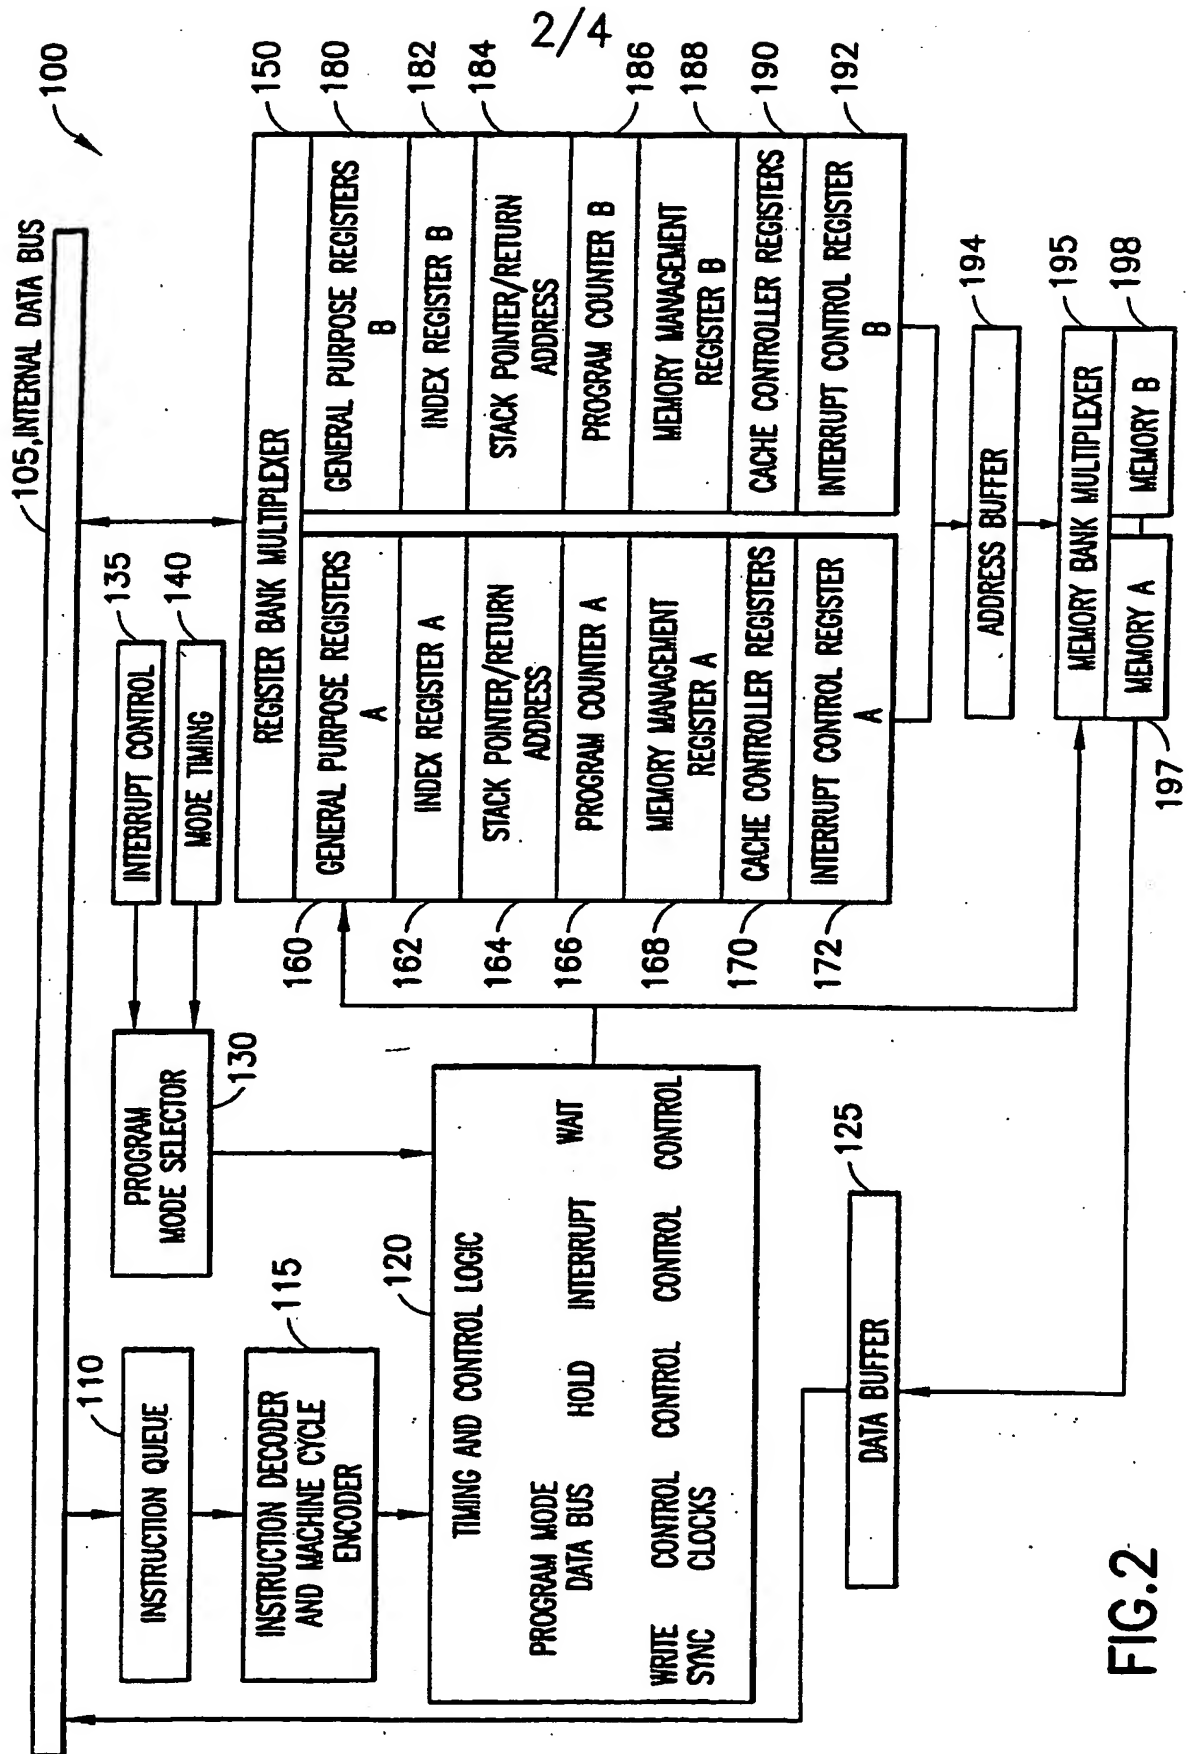 2/4
100
105, INTERNAL DATA BUS
110
INSTRUCTION QUEUE
115
INSTRUCTION DECODER
AND MACHINE CYCLE
ENCODER
PROGRAM
MODE SELECTOR
130
INTERRUPT CONTROL
135
MODE TIMING
140
120
TIMING AND CONTROL LOGIC
PROGRAM MODE
DATA BUS HOLD INTERRUPT WAIT
WRITE CONTROL CONTROL CONTROL CONTROL
SYNC CLOCKS
125
DATA BUFFER
REGISTER BANK MULTIPLEXER
150
160
GENERAL PURPOSE REGISTERS
A
GENERAL PURPOSE REGISTERS
B
180
162
INDEX REGISTER A
INDEX REGISTER B
182
164
STACK POINTER/RETURN
ADDRESS
STACK POINTER/RETURN
ADDRESS
184
166
PROGRAM COUNTER A
PROGRAM COUNTER B
186
168
MEMORY MANAGEMENT
REGISTER A
MEMORY MANAGEMENT
REGISTER B
188
170
CACHE CONTROLLER REGISTERS
CACHE CONTROLLER REGISTERS
190
172
INTERRUPT CONTROL REGISTER
A
INTERRUPT CONTROL REGISTER
B
192
ADDRESS BUFFER
194
MEMORY BANK MULTIPLEXER
195
MEMORY A
MEMORY B
198
197
FIG.2